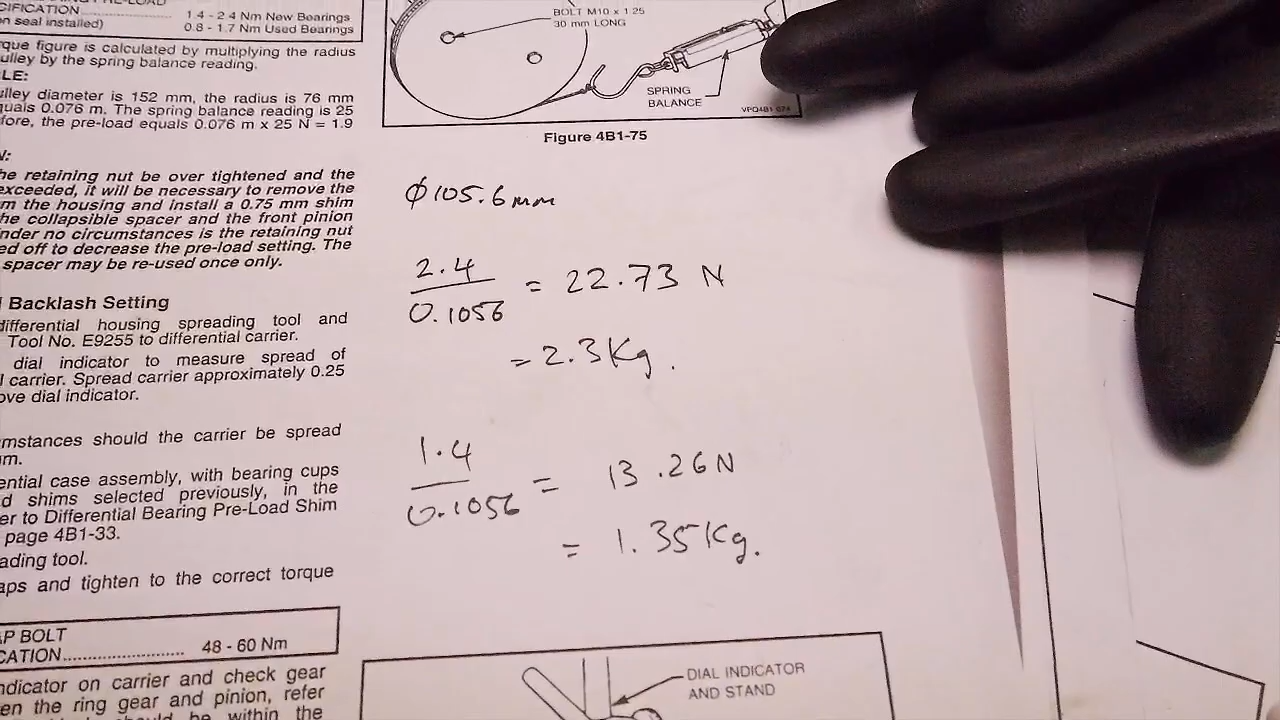 CIFICATION.................. 1.4 - 2.4 Nm New Bearings
on seal installed) 0.8 - 1.7 Nm Used Bearings
que figure is calculated by multiplying the radius
ulley by the spring balance reading.
LE:
ulley diameter is 152 mm, the radius is 76 mm
quals 0.076 m. The spring balance reading is 25
fore, the pre-load equals 0.076 m x 25 N = 1.9
N:
he retaining nut be over tightened and the
exceeded, it will be necessary to remove the
m the housing and install a 0.75 mm shim
he collapsible spacer and the front pinion
nder no circumstances is the retaining nut
ed off to decrease the pre-load setting. The
spacer may be re-used once only.
Backlash Setting
differential housing spreading tool and
Tool No. E9255 to differential carrier.
dial indicator to measure spread of
l carrier. Spread carrier approximately 0.25
ove dial indicator.
mstances should the carrier be spread
m.
ential case assembly, with bearing cups
d shims selected previously, in the
er to Differential Bearing Pre-Load Shim
page 4B1-33.
ading tool.
aps and tighten to the correct torque
AP BOLT
CATION........................ 48 - 60 Nm
ndicator on carrier and check gear
en the ring gear and pinion, refer
be within the
BOLT M10 x 1.25
30 mm LONG
SPRING
BALANCE
VPO4B1 074
Figure 4B1-75
ϕ105.6mm
2.4
0.1056 = 22.73 N
= 2.3Kg.
1.4
0.1056 = 13.26N
= 1.35Kg.
DIAL INDICATOR
AND STAND